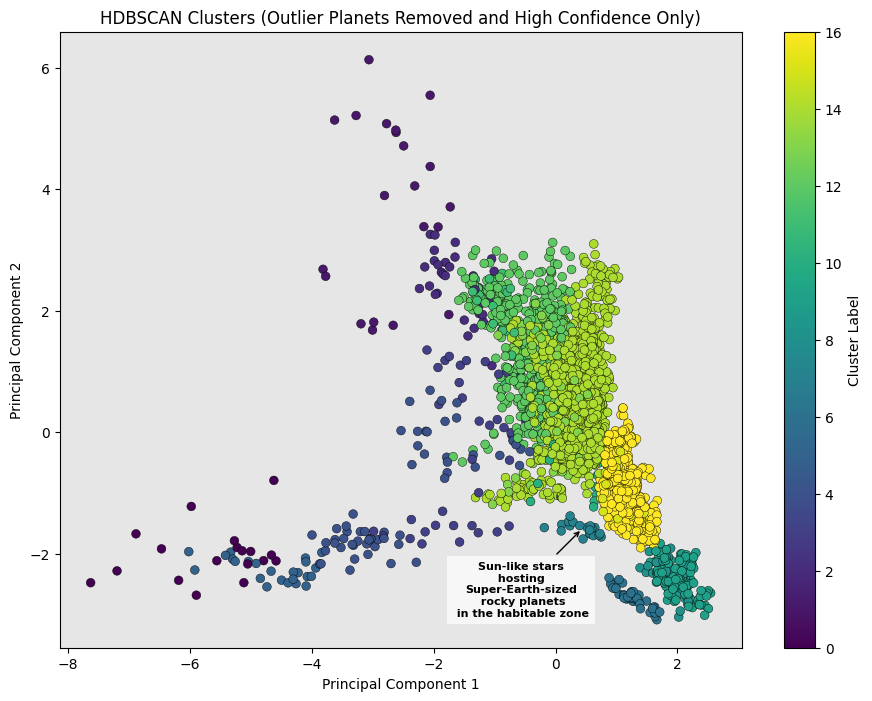 HDBSCAN Clusters (Outlier Planets Removed and High Confidence Only)
6
4
2
0
−2
−8
−6
−4
−2
0
2
Principal Component 2
Principal Component 1
Sun-like stars
hosting
Super-Earth-sized
rocky planets
in the habitable zone
16
14
12
10
8
6
4
2
0
Cluster Label